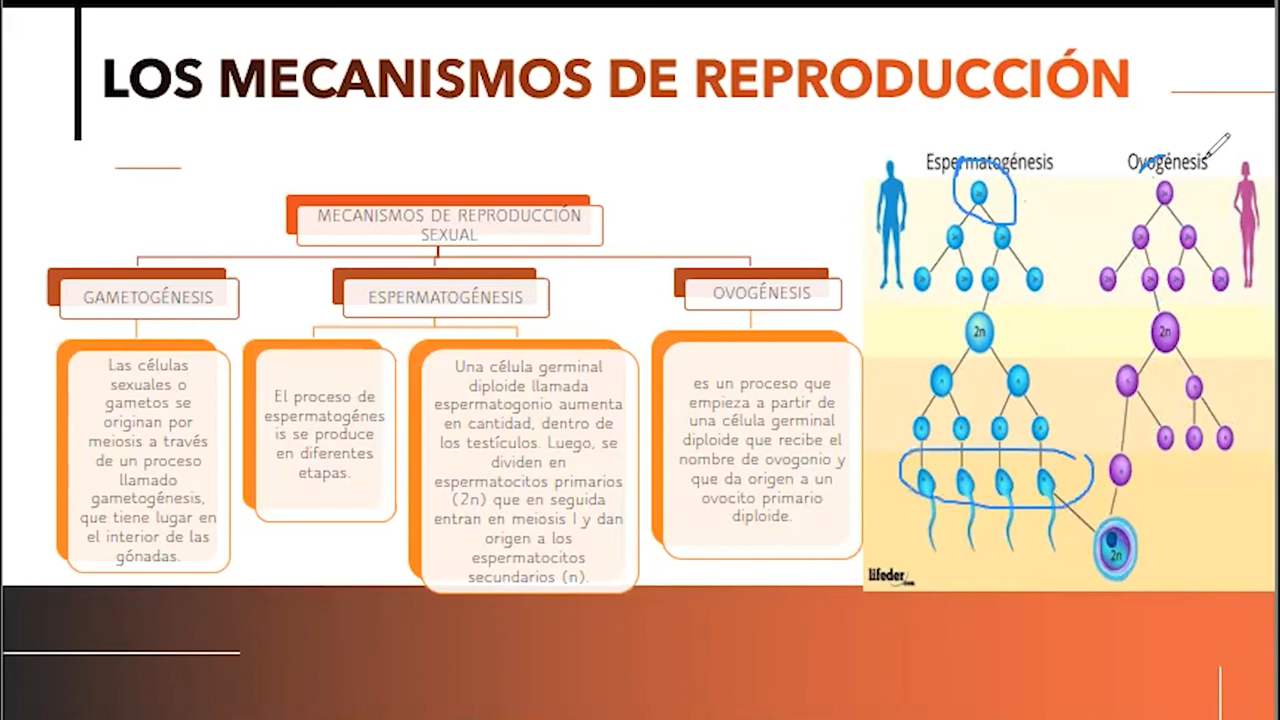 LOS MECANISMOS DE REPRODUCCIÓN
MECANISMOS DE REPRODUCCIÓN
SEXUAL
GAMETOGÉNESIS
Las células
sexuales o
gametos se
originan por
meiosis a través
de un proceso
llamado
gametogénesis,
que tiene lugar en
el interior de las
gónadas.
ESPERMATOGÉNESIS
El proceso de
espermatogénes
is se produce
en diferentes
etapas.
Una célula germinal
diploide llamada
espermatogonio aumenta
en cantidad, dentro de
los testículos. Luego, se
dividen en
espermatocitos primarios
(2n) que en seguida
entran en meiosis I y dan
origen a los
espermatocitos
secundarios (n).
OVOGÉNESIS
es un proceso que
empieza a partir de
una célula germinal
diploide que recibe el
nombre de ovogonio y
que da origen a un
ovocito primario
diploide.
Espermatogénesis
Ovogénesis
2n
2n
2n
lifeder.com